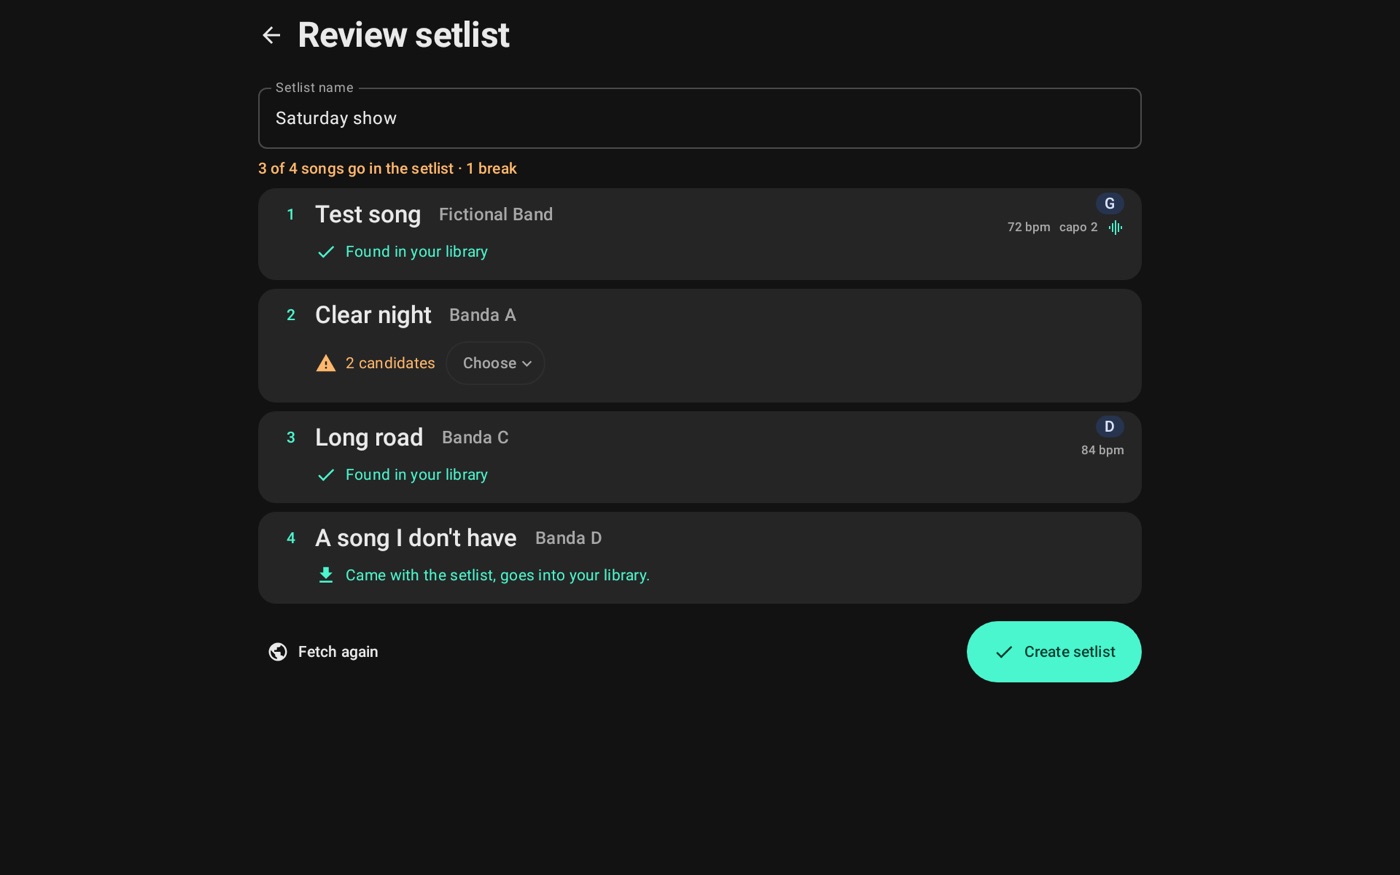 Review setlist
Setlist name
Saturday show
3 of 4 songs go in the setlist · 1 break
1 Test song Fictional Band G
72 bpm capo 2
Found in your library
2 Clear night Banda A
2 candidates Choose
3 Long road Banda C D
84 bpm
Found in your library
4 A song I don't have Banda D
Came with the setlist, goes into your library.
Fetch again Create setlist